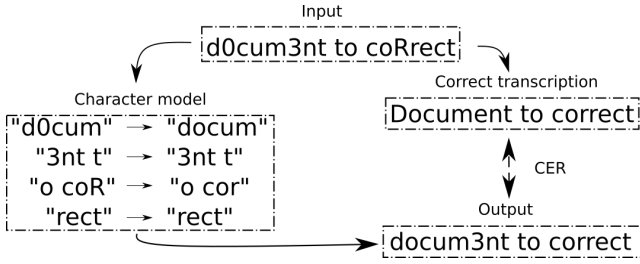 Input
d0cum3nt to coRrect
Correct transcription
Character model
Document to correct
"d0cum" → "docum"
"3nt t" → "3nt t"
"o coR" → "o cor"
"rect" → "rect"
CER
Output
docum3nt to correct